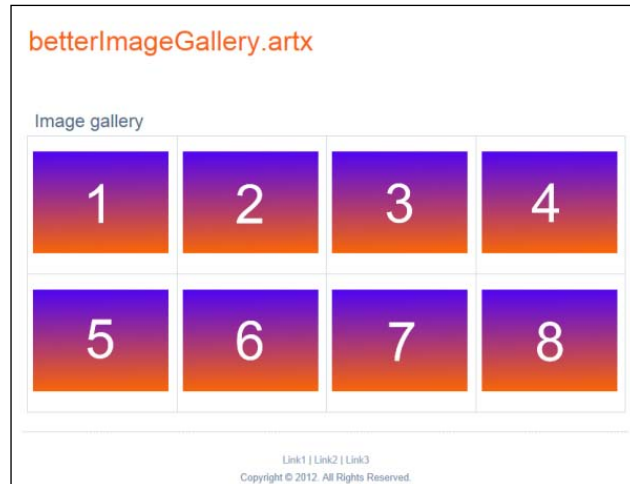 betterImageGallery.artx
Image gallery
1 2 3 4
5 6 7 8
Link1 | Link2 | Link3
Copyright © 2012. All Rights Reserved.